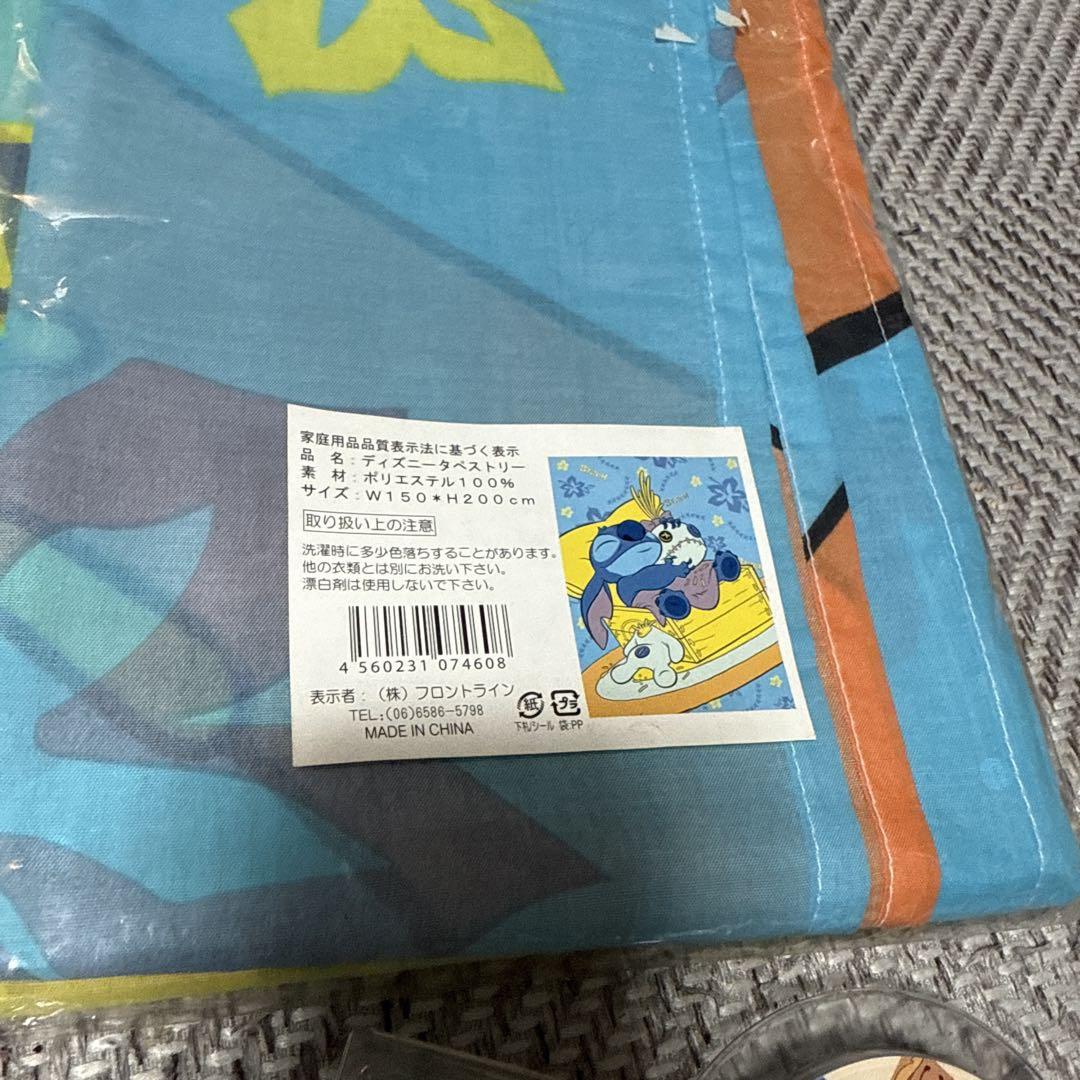 家庭用品品質表示法に基づく表示
品　名：ディズニータペストリー
素　材：ポリエステル100%
サイズ：W150*H200cm
取り扱い上の注意
洗濯時に多少色落ちすることがあります。
他の衣類とは別にお洗い下さい。
漂白剤は使用しないで下さい。
4 560231 074608
表示者：（株）フロントライン
TEL:(06)6586-5798
MADE IN CHINA
紙
プラ
下札/シール 袋:PP